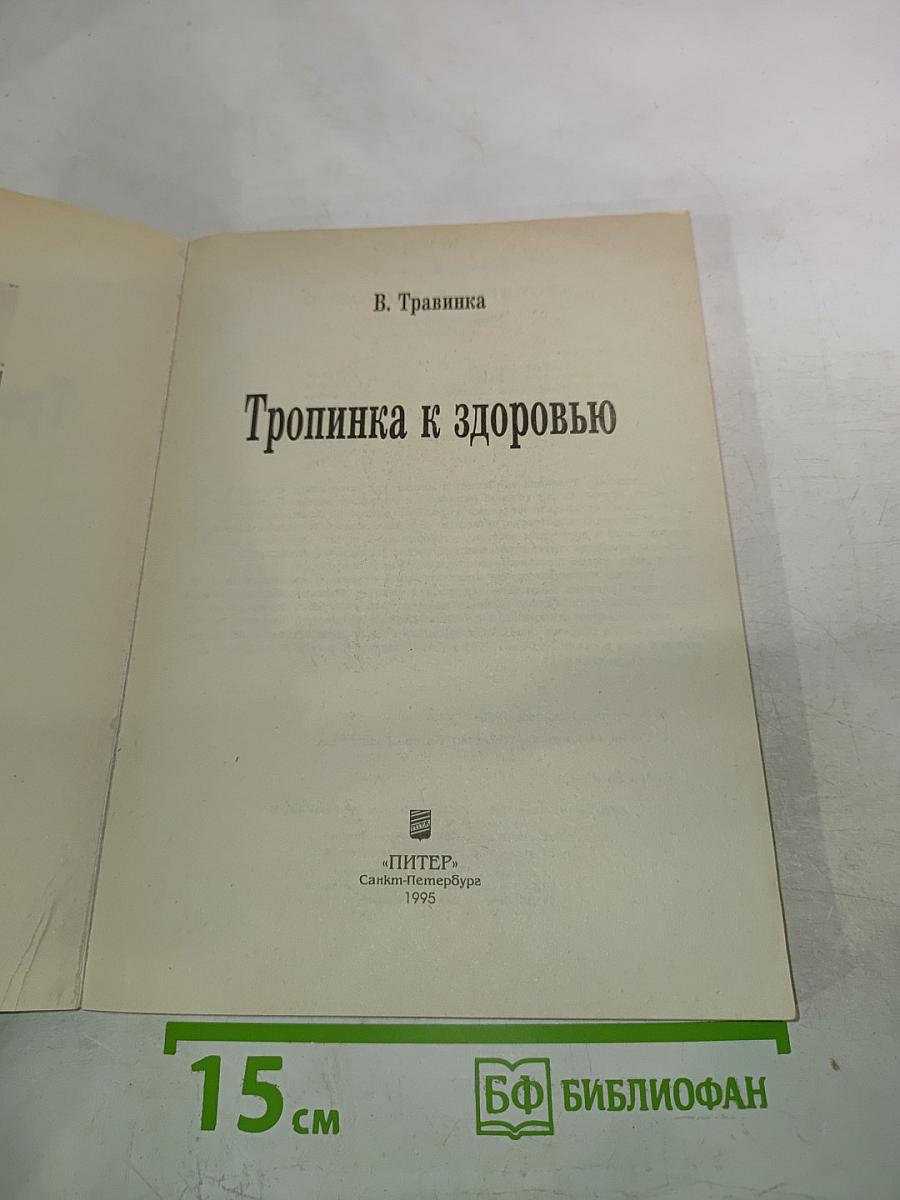 В. Травинка
Тропинка к здоровью
«ПИТЕР»
Санкт-Петербург
1995
15 см
БФ БИБЛИОФАН